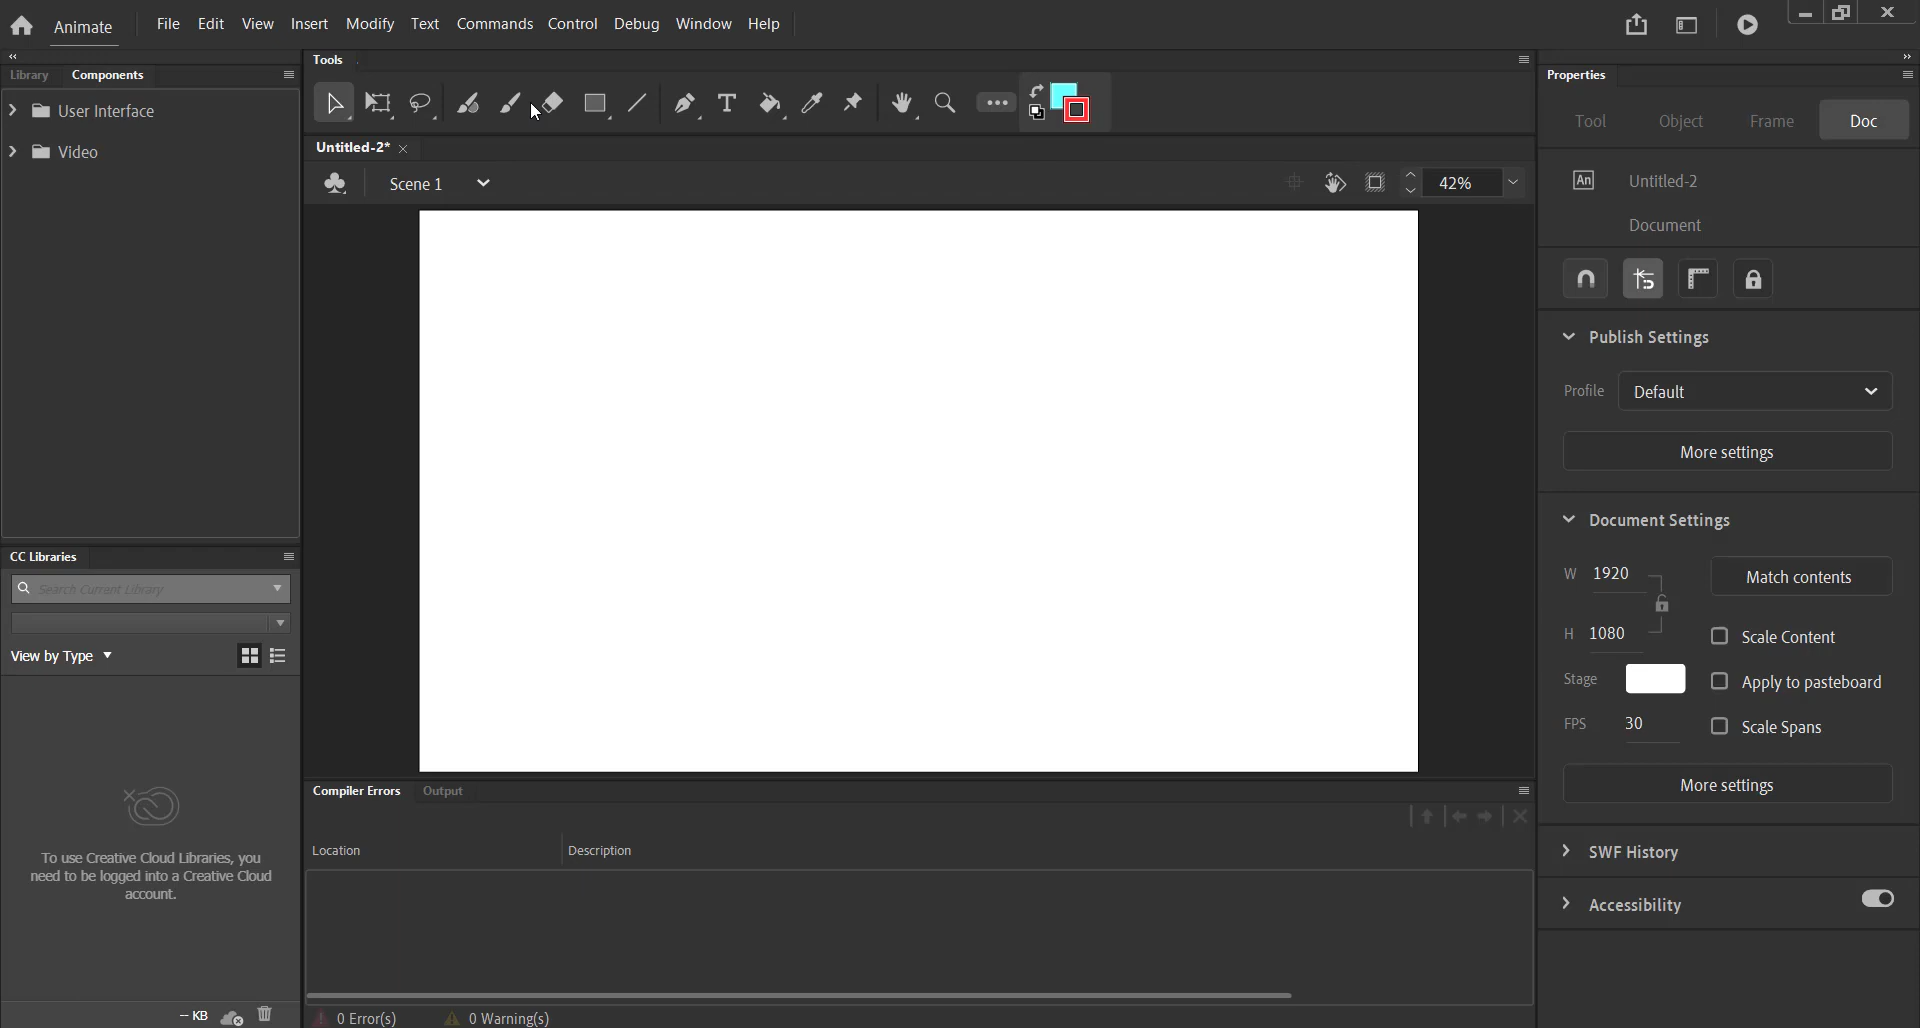 Animate File Edit View Insert Modify Text Commands Control Debug Window Help
Library Components
User Interface
Video
CC Libraries
Search Current Library
View by Type
To use Creative Cloud Libraries, you
need to be logged into a Creative Cloud
account.
-- KB
Tools
T
Untitled-2*
Scene 1
42%
Compiler Errors Output
Location Description
0 Error(s) 0 Warning(s)
Properties
Tool Object Frame Doc
An Untitled-2
Document
Publish Settings
Profile Default
More settings
Document Settings
W 1920 Match contents
H 1080 Scale Content
Stage Apply to pasteboard
FPS 30 Scale Spans
More settings
SWF History
Accessibility